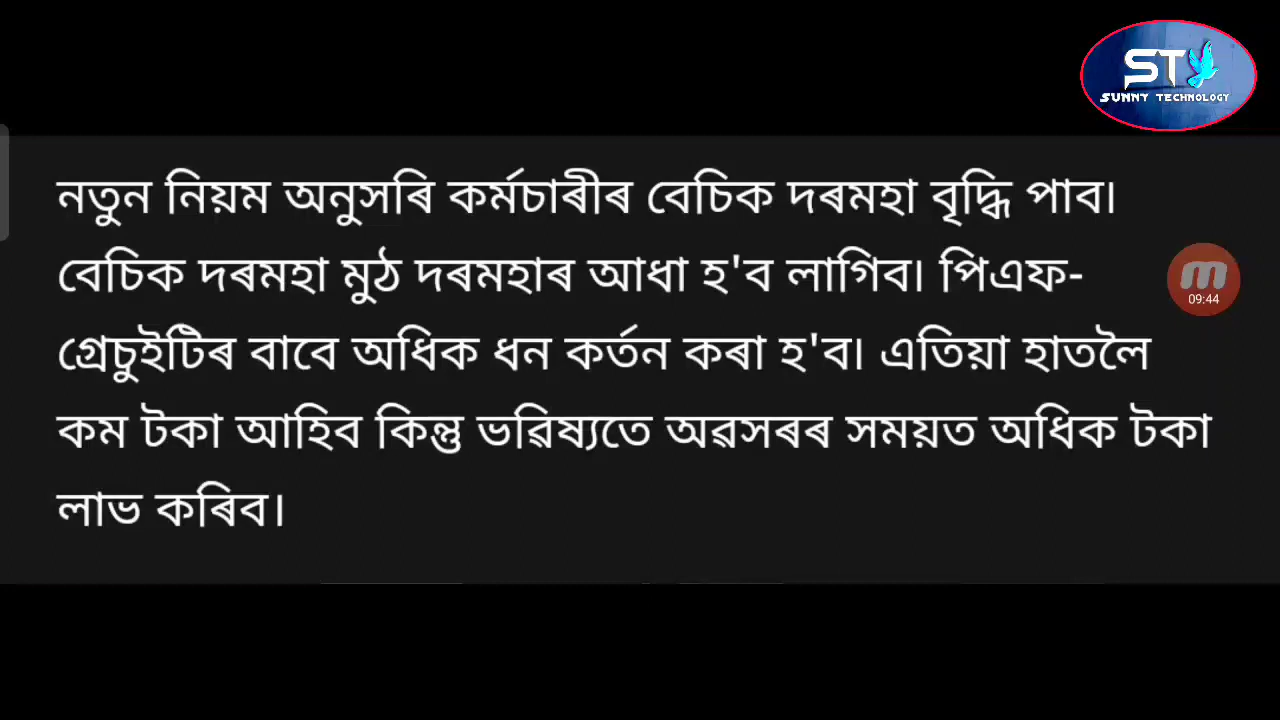 ST
SUNNY TECHNOLOGY
নতুন নিয়ম অনুসৰি কৰ্মচাৰীৰ বেচিক দৰমহা বৃদ্ধি পাব।
বেচিক দৰমহা মুঠ দৰমহাৰ আধা হ'ব লাগিব। পিএফ-
গ্ৰেচুইটিৰ বাবে অধিক ধন কৰ্তন কৰা হ'ব। এতিয়া হাতলৈ
কম টকা আহিব কিন্তু ভৱিষ্যতে অৱসৰৰ সময়ত অধিক টকা
লাভ কৰিব।
09:44